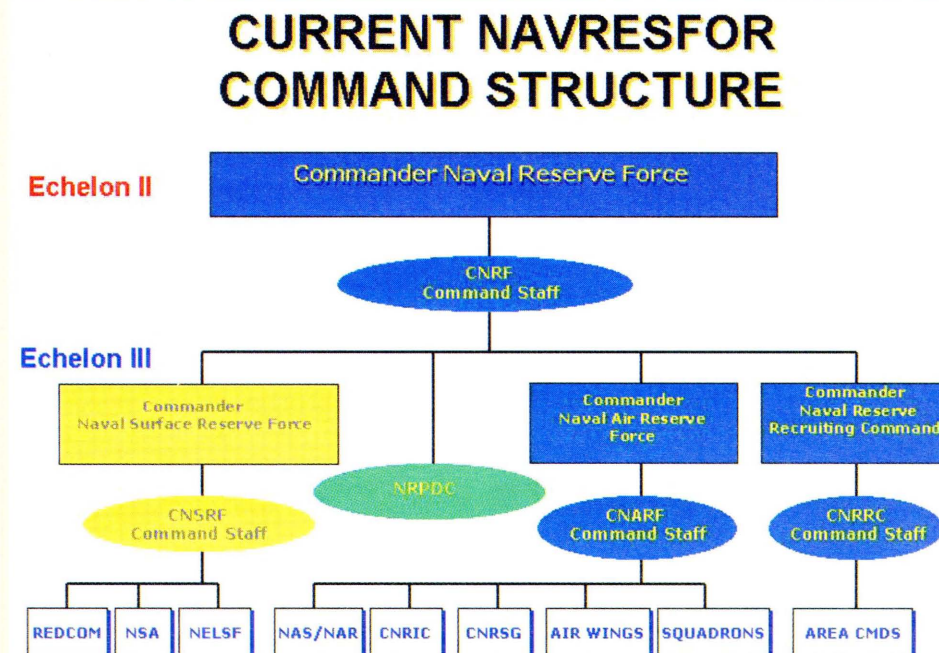 CURRENT NAVRESFOR
COMMAND STRUCTURE
Echelon II
Commander Naval Reserve Force
CNRF
Command Staff
Echelon III
Commander
Naval Surface Reserve Force
NRPDC
Commander
Naval Air Reserve
Force
Commander
Naval Reserve
Recruiting Command
CNSRF
Command Staff
CNARF
Command Staff
CNRRC
Command Staff
REDCOM
NSA
NELSF
NAS/NAR
CNRIC
CNRSG
AIR WINGS
SQUADRONS
AREA CMDS